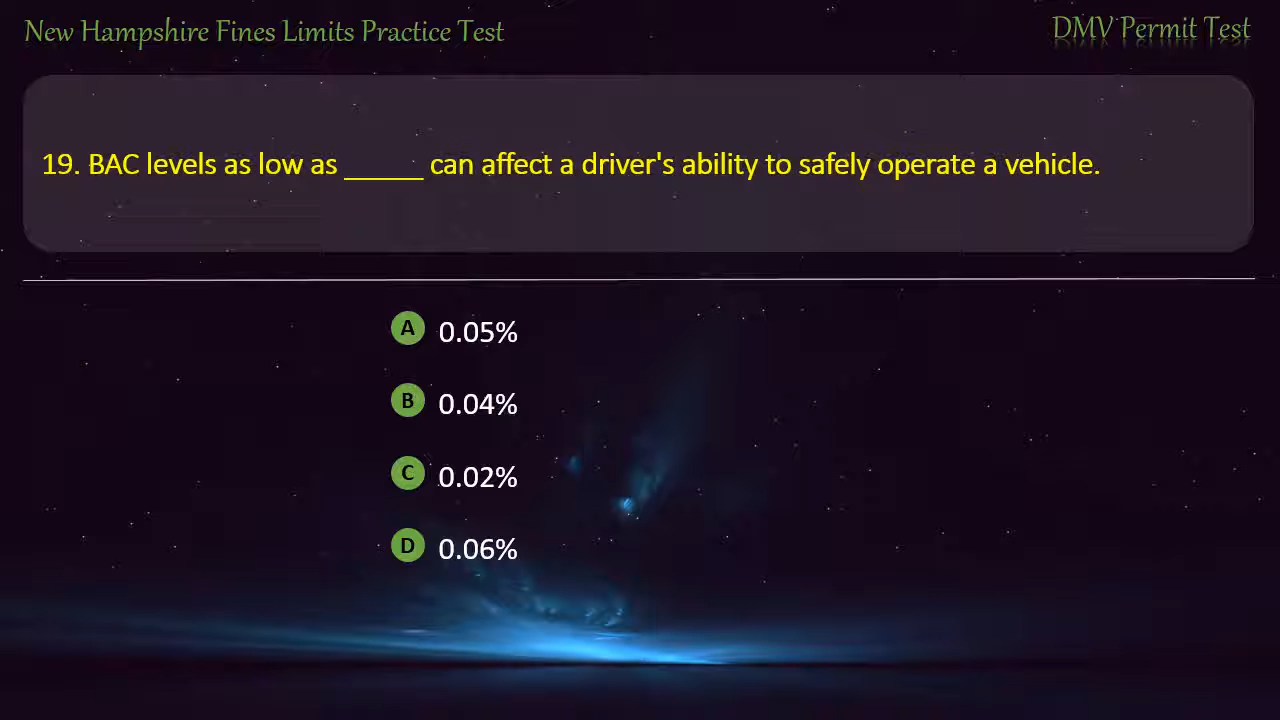 New Hampshire Fines Limits Practice Test
DMV Permit Test
19. BAC levels as low as _____ can affect a driver's ability to safely operate a vehicle.
A 0.05%
B 0.04%
C 0.02%
D 0.06%